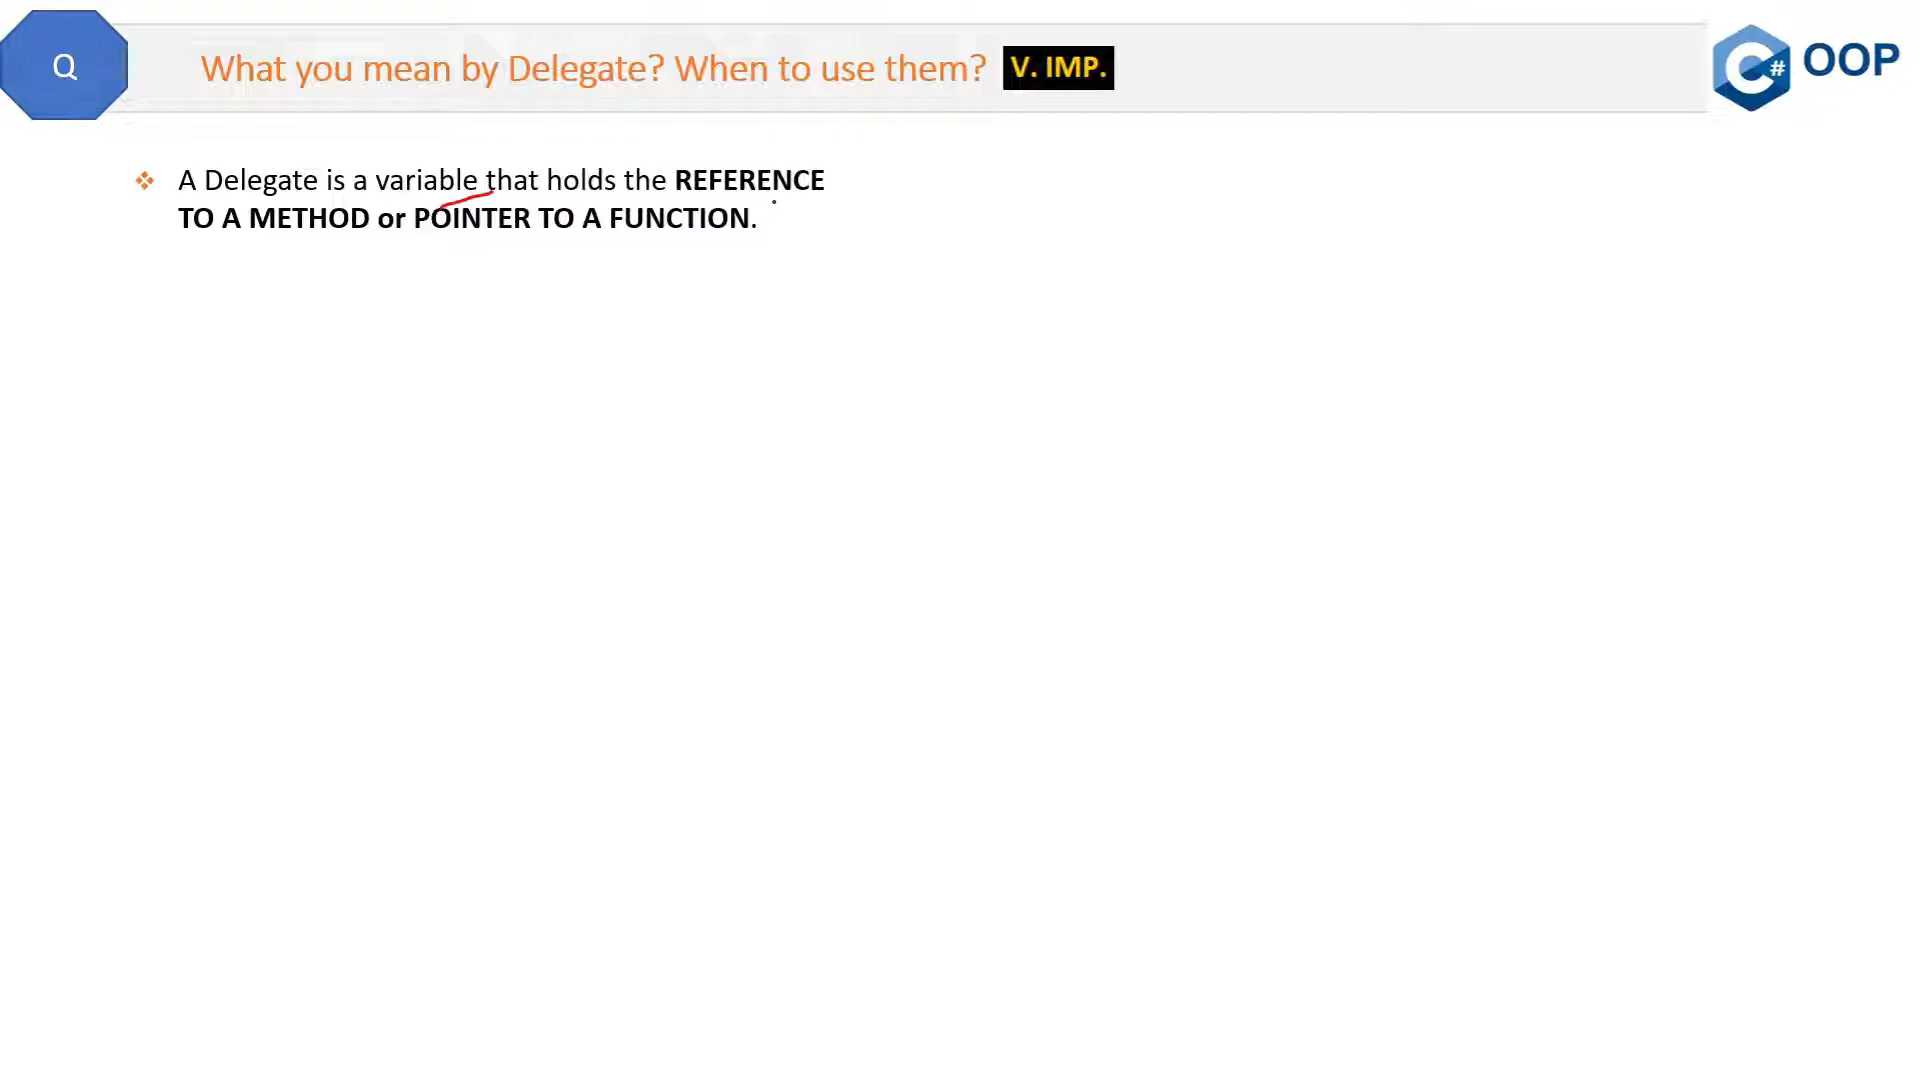 Q
What you mean by Delegate? When to use them? V. IMP.
C# OOP
A Delegate is a variable that holds the REFERENCE
TO A METHOD or POINTER TO A FUNCTION.